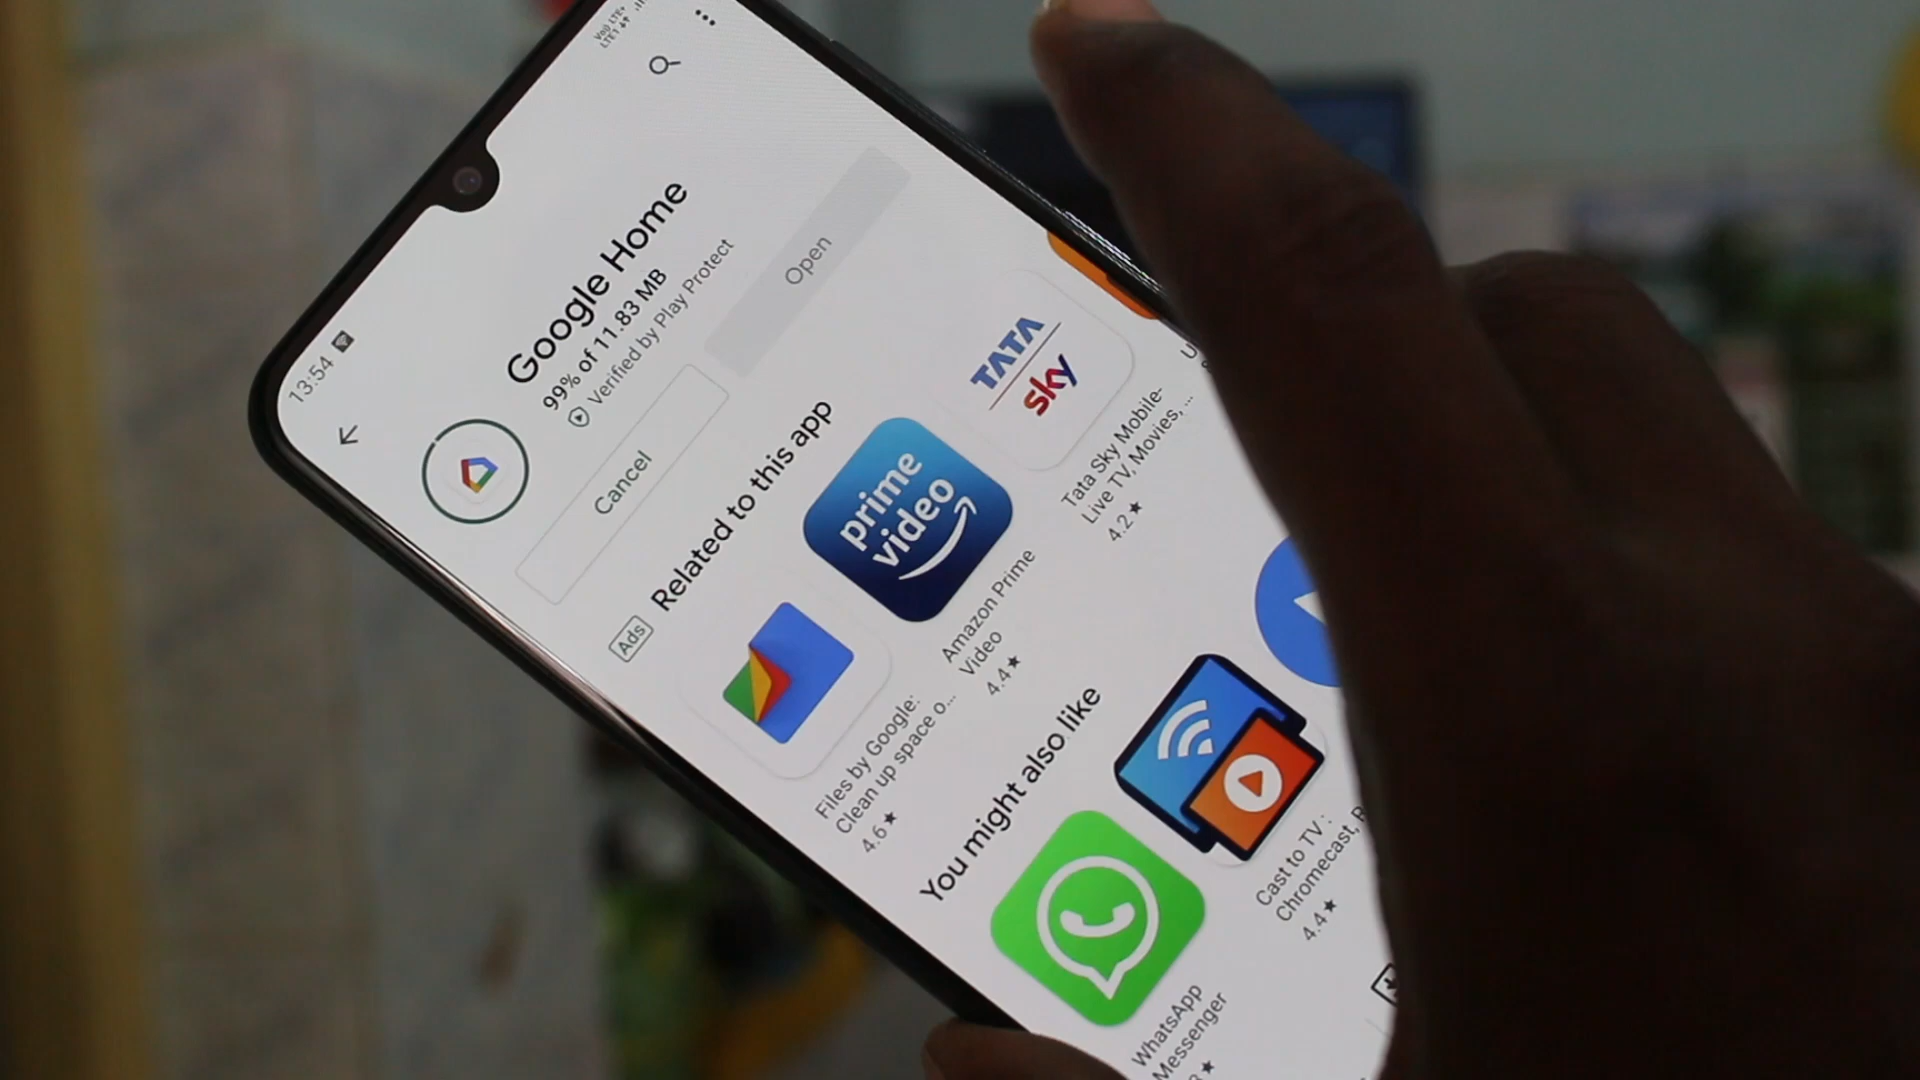 13:54
Voo LTE+
LTE1
Google Home
99% of 11.83 MB
Verified by Play Protect
Cancel
Open
Ads Related to this app
Files by Google:
Clean up space o...
4.6★
prime
video
Amazon Prime
Video
4.4★
TATA
sky
Tata Sky Mobile-
Live TV, Movies, ...
4.2★
You might also like
WhatsApp
Messenger
Cast to TV :
Chromecast,
4.4★